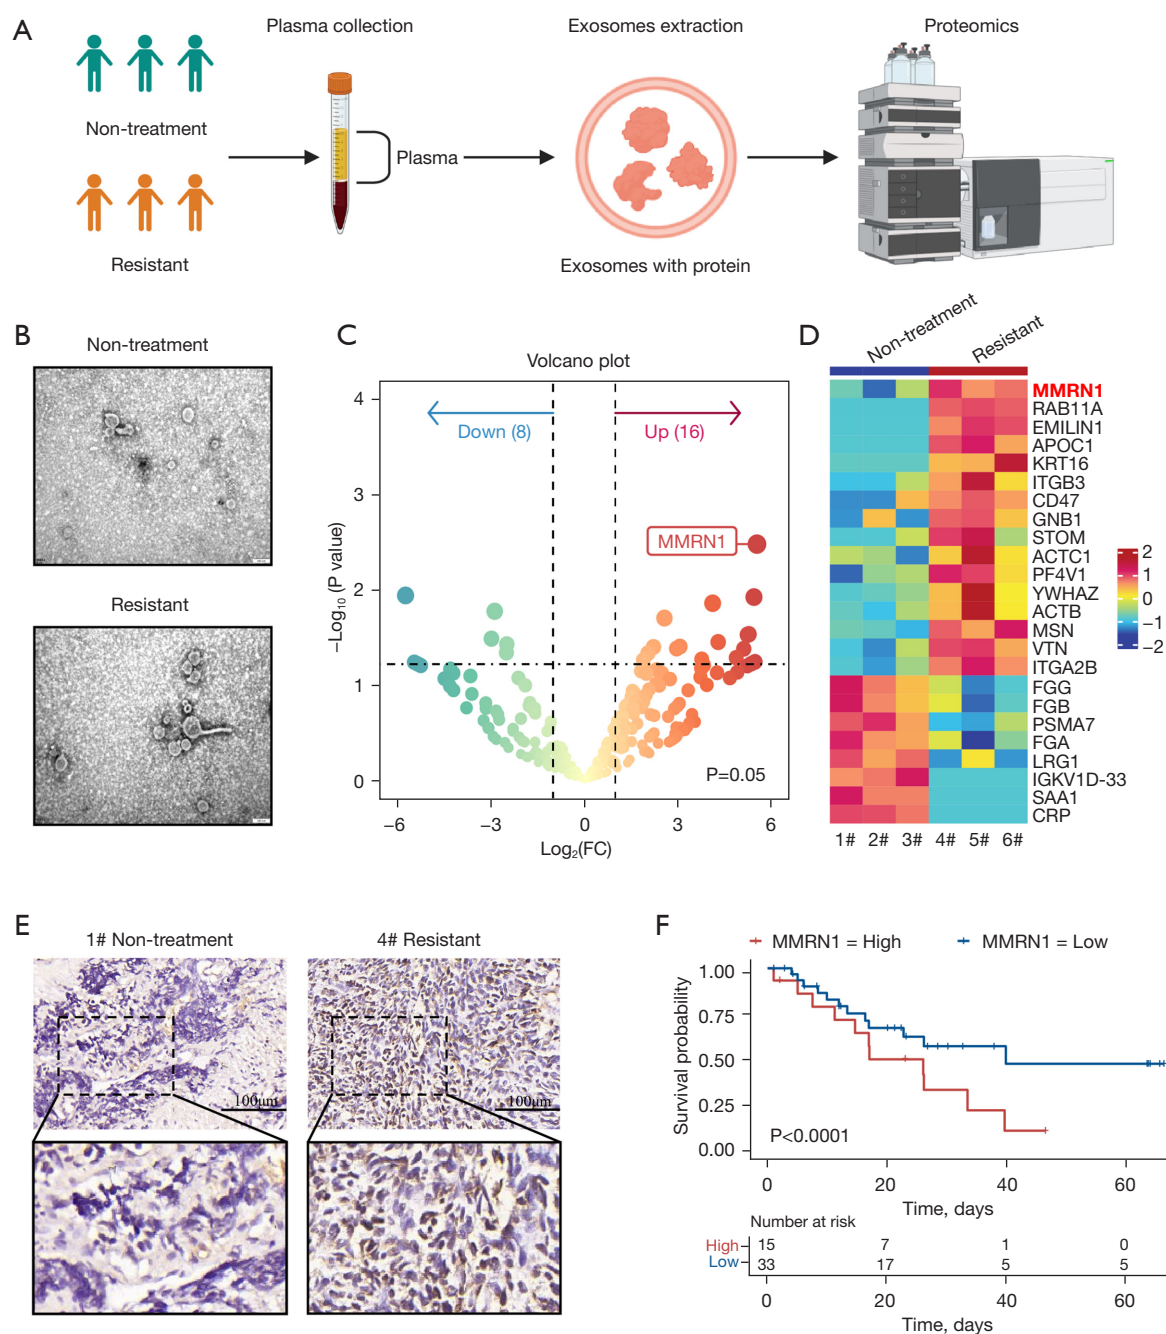 A
Plasma collection
Exosomes extraction
Proteomics
Non-treatment
Plasma
Resistant
Exosomes with protein
B
Non-treatment
Resistant
C
Volcano plot
4
3
2
1
0
−Log10 (P value)
Down (8)
Up (16)
MMRN1
P=0.05
−6
−3
0
3
6
Log2(FC)
D
Non-treatment
Resistant
MMRN1
RAB11A
EMILIN1
APOC1
KRT16
ITGB3
CD47
GNB1
STOM
ACTC1
PF4V1
YWHAZ
ACTB
MSN
VTN
ITGA2B
FGG
FGB
PSMA7
FGA
LRG1
IGKV1D-33
SAA1
CRP
1# 2# 3# 4# 5# 6#
2
1
0
−1
−2
E
1# Non-treatment
4# Resistant
100μm
100μm
F
MMRN1 = High
MMRN1 = Low
1.00
0.75
0.50
0.25
0.00
Survival probability
P<0.0001
0 20 40 60
Time, days
Number at risk
High 15 7 1 0
Low 33 17 5 5
0 20 40 60
Time, days